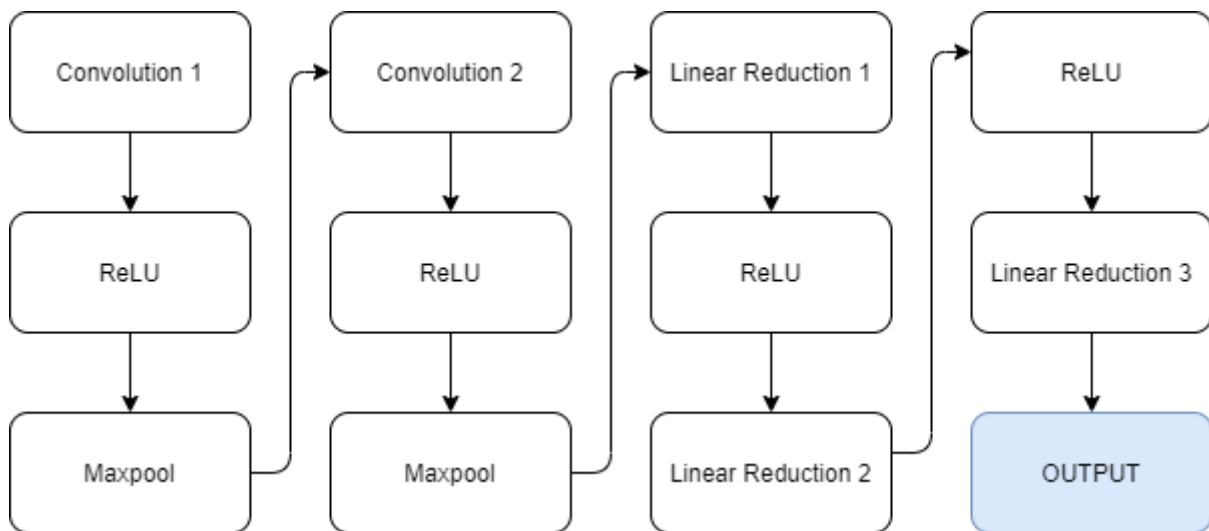 Convolution 1
ReLU
Maxpool
Convolution 2
ReLU
Maxpool
Linear Reduction 1
ReLU
Linear Reduction 2
ReLU
Linear Reduction 3
OUTPUT